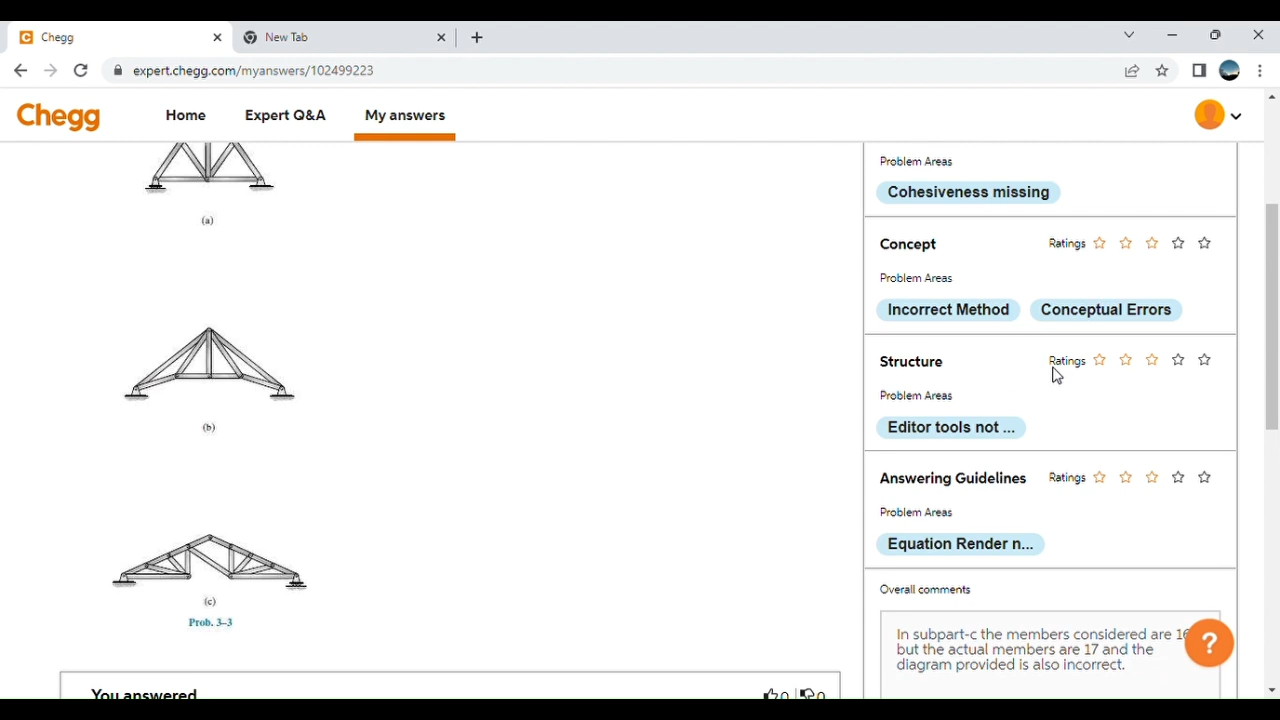 Chegg
New Tab
expert.chegg.com/myanswers/102499223
Chegg
Home
Expert Q&A
My answers
(a)
(b)
(c)
Prob. 3–3
You answered
0
0
Problem Areas
Cohesiveness missing
Concept
Ratings
Problem Areas
Incorrect Method
Conceptual Errors
Structure
Ratings
Problem Areas
Editor tools not ...
Answering Guidelines
Ratings
Problem Areas
Equation Render n...
Overall comments
In subpart-c the members considered are
but the actual members are 17 and the
diagram provided is also incorrect.
?